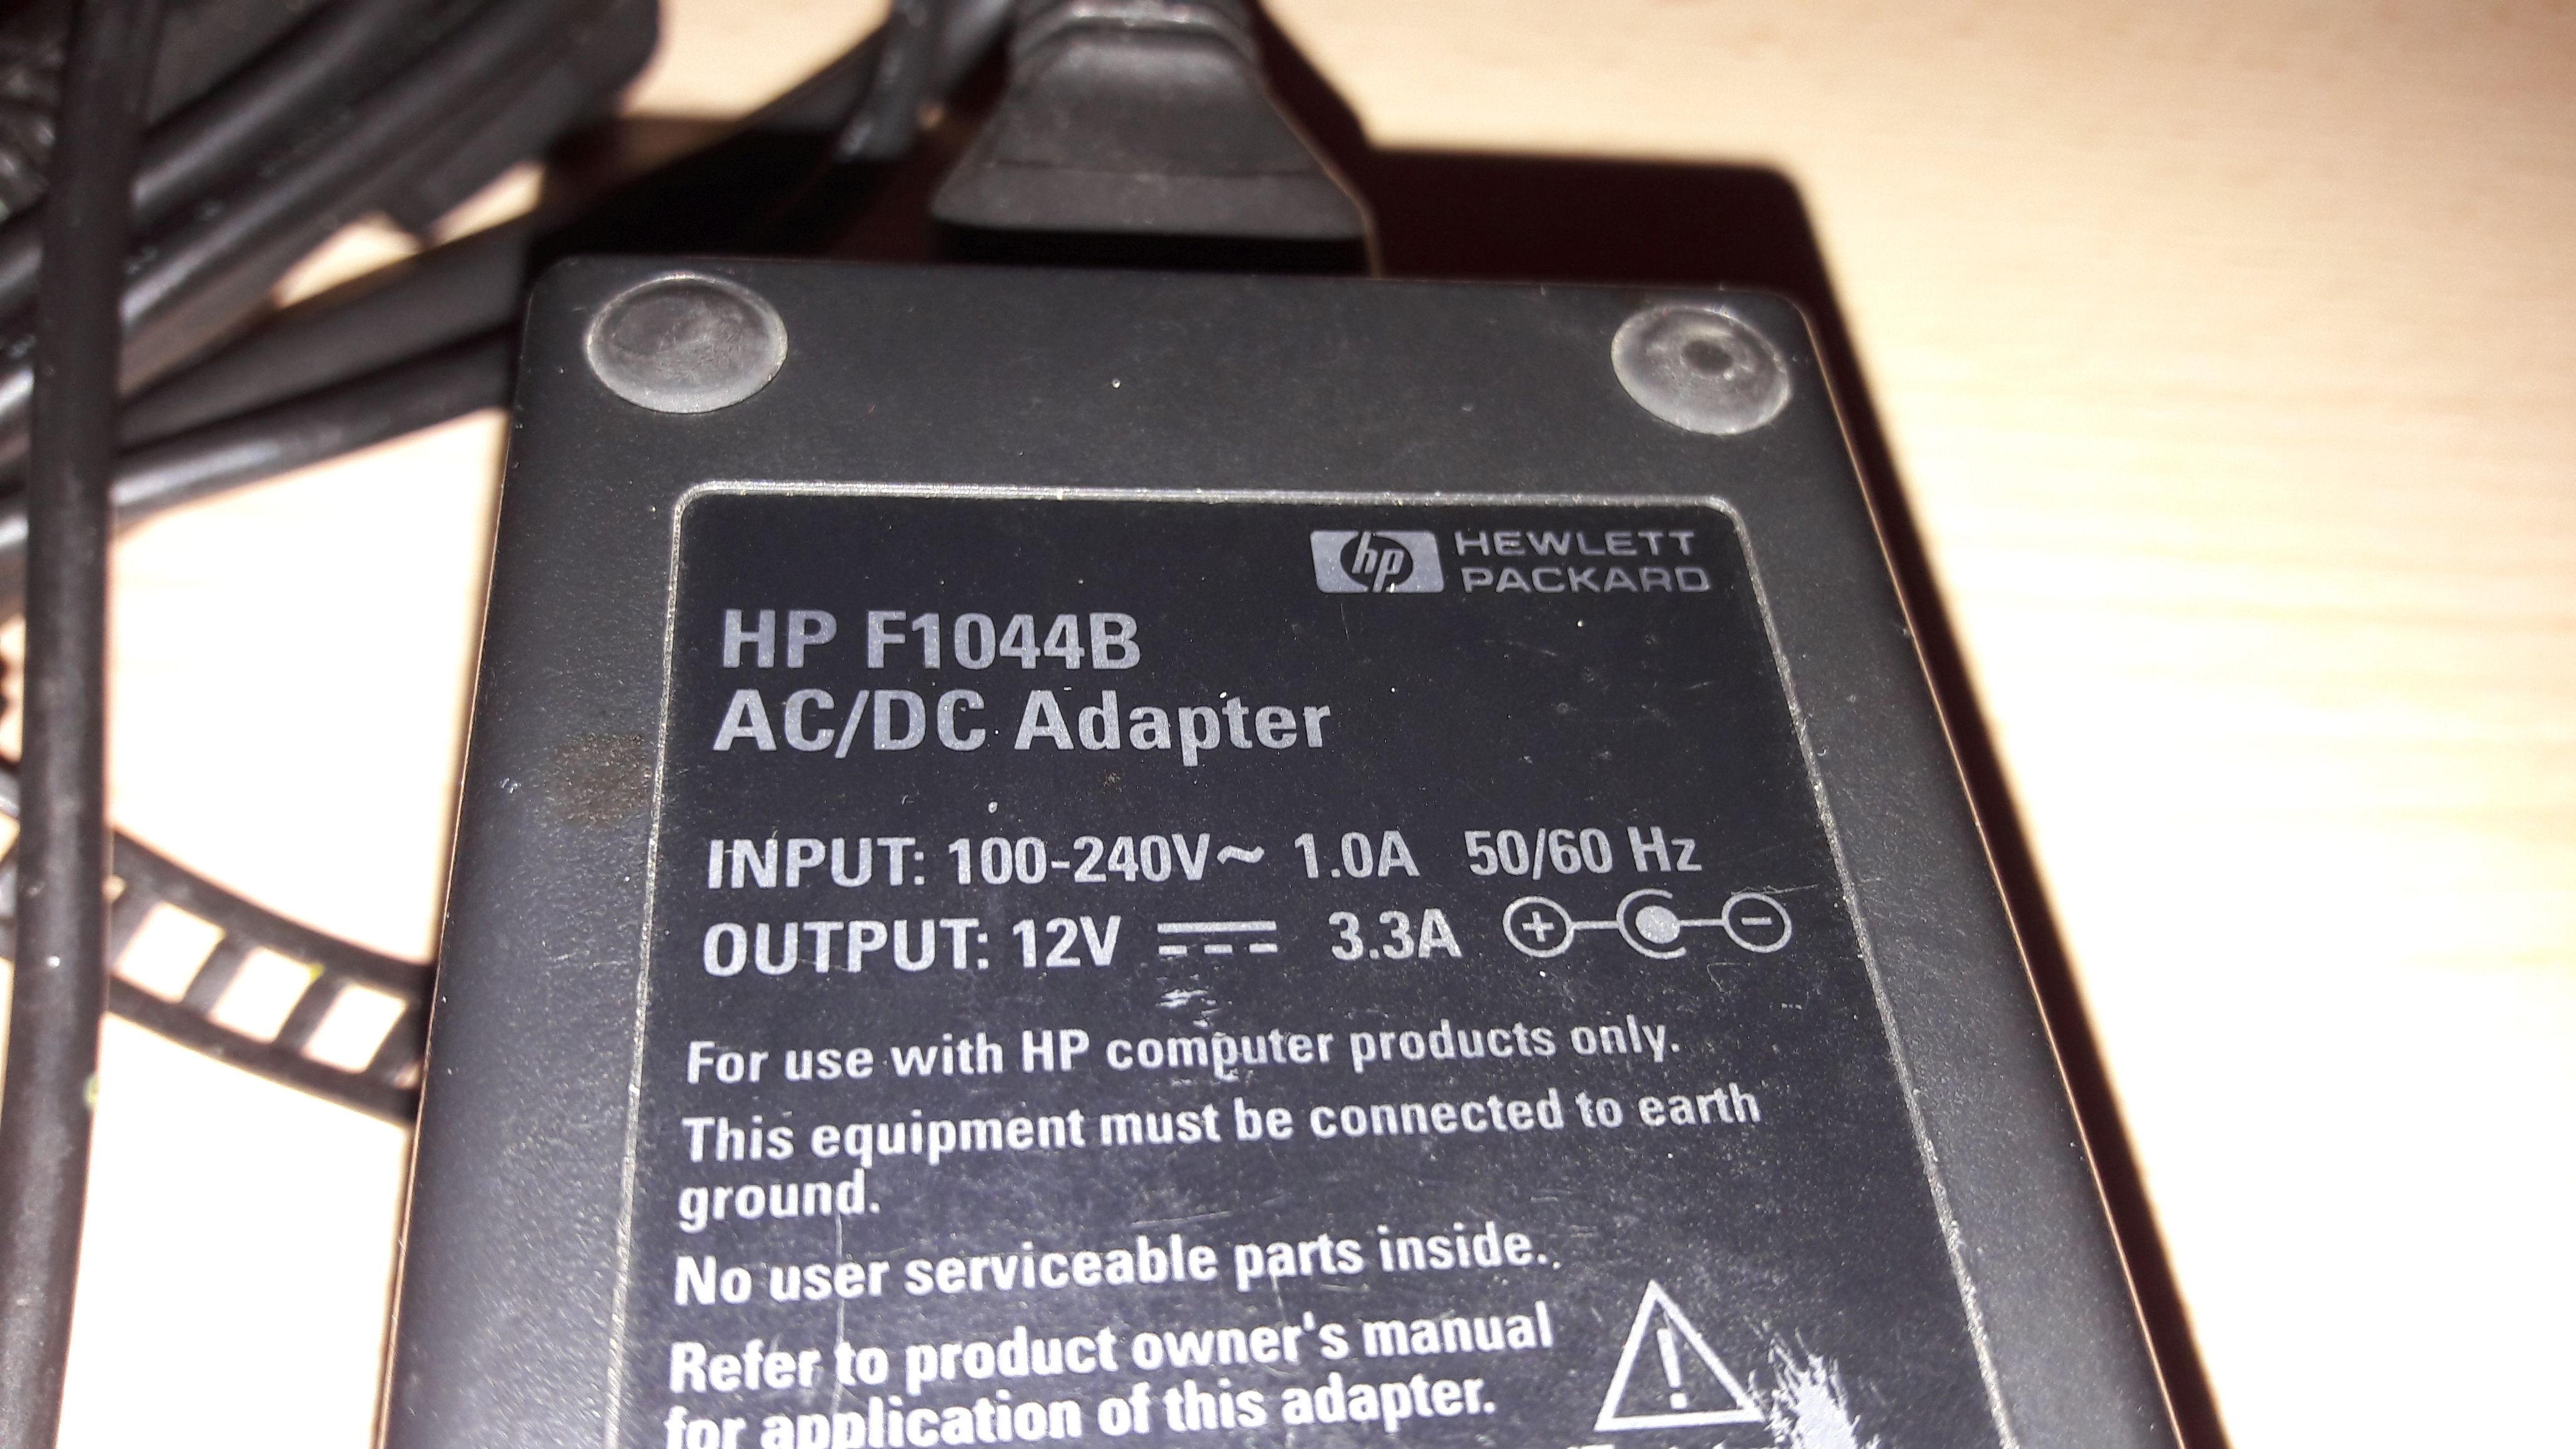 hp HEWLETT
PACKARD
HP F1044B
AC/DC Adapter
INPUT: 100-240V~ 1.0A 50/60 Hz
OUTPUT: 12V ⎓ 3.3A + -
For use with HP computer products only.
This equipment must be connected to earth
ground.
No user serviceable parts inside.
Refer to product owner's manual
for application of this adapter.
!